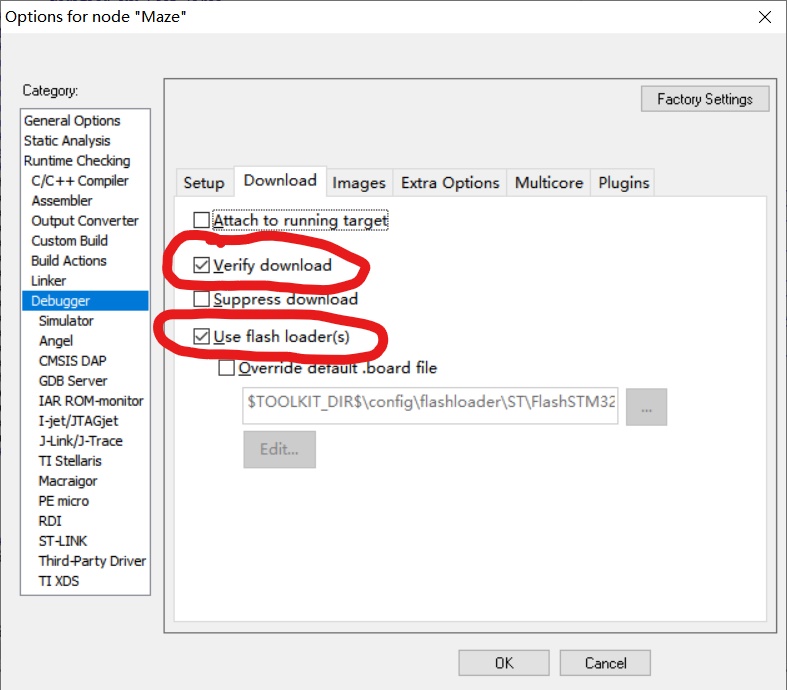 Options for node "Maze"
Category:
General Options
Static Analysis
Runtime Checking
C/C++ Compiler
Assembler
Output Converter
Custom Build
Build Actions
Linker
Debugger
Simulator
Angel
CMSIS DAP
GDB Server
IAR ROM-monitor
I-jet/JTAGjet
J-Link/J-Trace
TI Stellaris
Macraigor
PE micro
RDI
ST-LINK
Third-Party Driver
TI XDS
Factory Settings
Setup Download Images Extra Options Multicore Plugins
Attach to running target
Verify download
Suppress download
Use flash loader(s)
Override default .board file
$TOOLKIT_DIR$\config\flashloader\ST\FlashSTM32
...
Edit...
OK Cancel